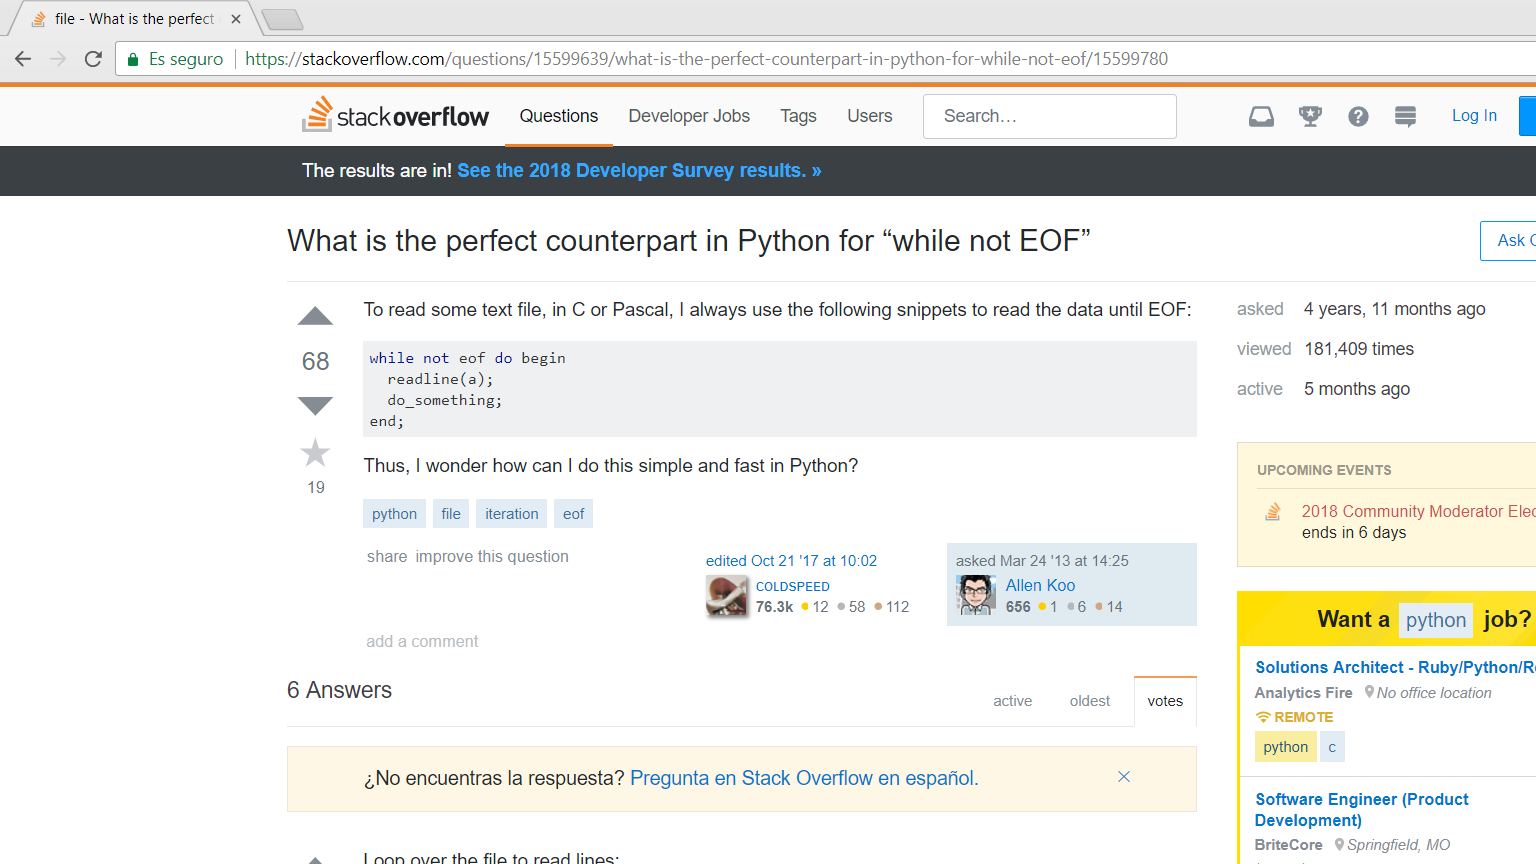 file - What is the perfect
Es seguro
https://stackoverflow.com/questions/15599639/what-is-the-perfect-counterpart-in-python-for-while-not-eof/15599780
stackoverflow
Questions
Developer Jobs
Tags
Users
Search…
Log In
The results are in! See the 2018 Developer Survey results. »
What is the perfect counterpart in Python for “while not EOF”
Ask
To read some text file, in C or Pascal, I always use the following snippets to read the data until EOF:
68
while not eof do begin
readline(a);
do_something;
end;
19
Thus, I wonder how can I do this simple and fast in Python?
python file iteration eof
share improve this question
edited Oct 21 '17 at 10:02
COLDSPEED
76.3k 12 58 112
asked Mar 24 '13 at 14:25
Allen Koo
656 1 6 14
add a comment
asked 4 years, 11 months ago
viewed 181,409 times
active 5 months ago
UPCOMING EVENTS
2018 Community Moderator Elec
ends in 6 days
Want a python job?
Solutions Architect - Ruby/Python/R
Analytics Fire No office location
REMOTE
python c
Software Engineer (Product
Development)
BriteCore Springfield, MO
6 Answers
active oldest votes
¿No encuentras la respuesta? Pregunta en Stack Overflow en español.
Loop over the file to read lines: